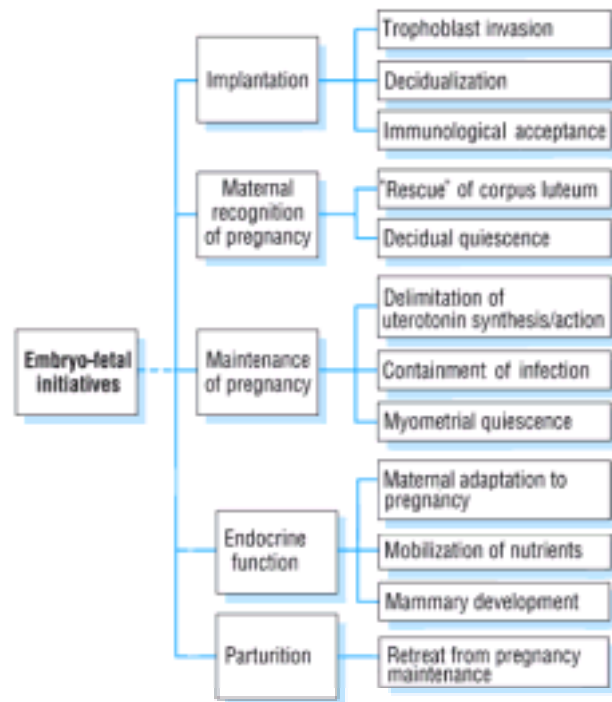 Embryo-fetal
initiatives
Implantation
Trophoblast invasion
Decidualization
Immunological acceptance
Maternal
recognition
of pregnancy
"Rescue" of corpus luteum
Decidual quiescence
Maintenance
of pregnancy
Delimitation of
uterotonin synthesis/action
Containment of infection
Myometrial quiescence
Endocrine
function
Maternal adaptation to
pregnancy
Mobilization of nutrients
Mammary development
Parturition
Retreat from pregnancy
maintenance